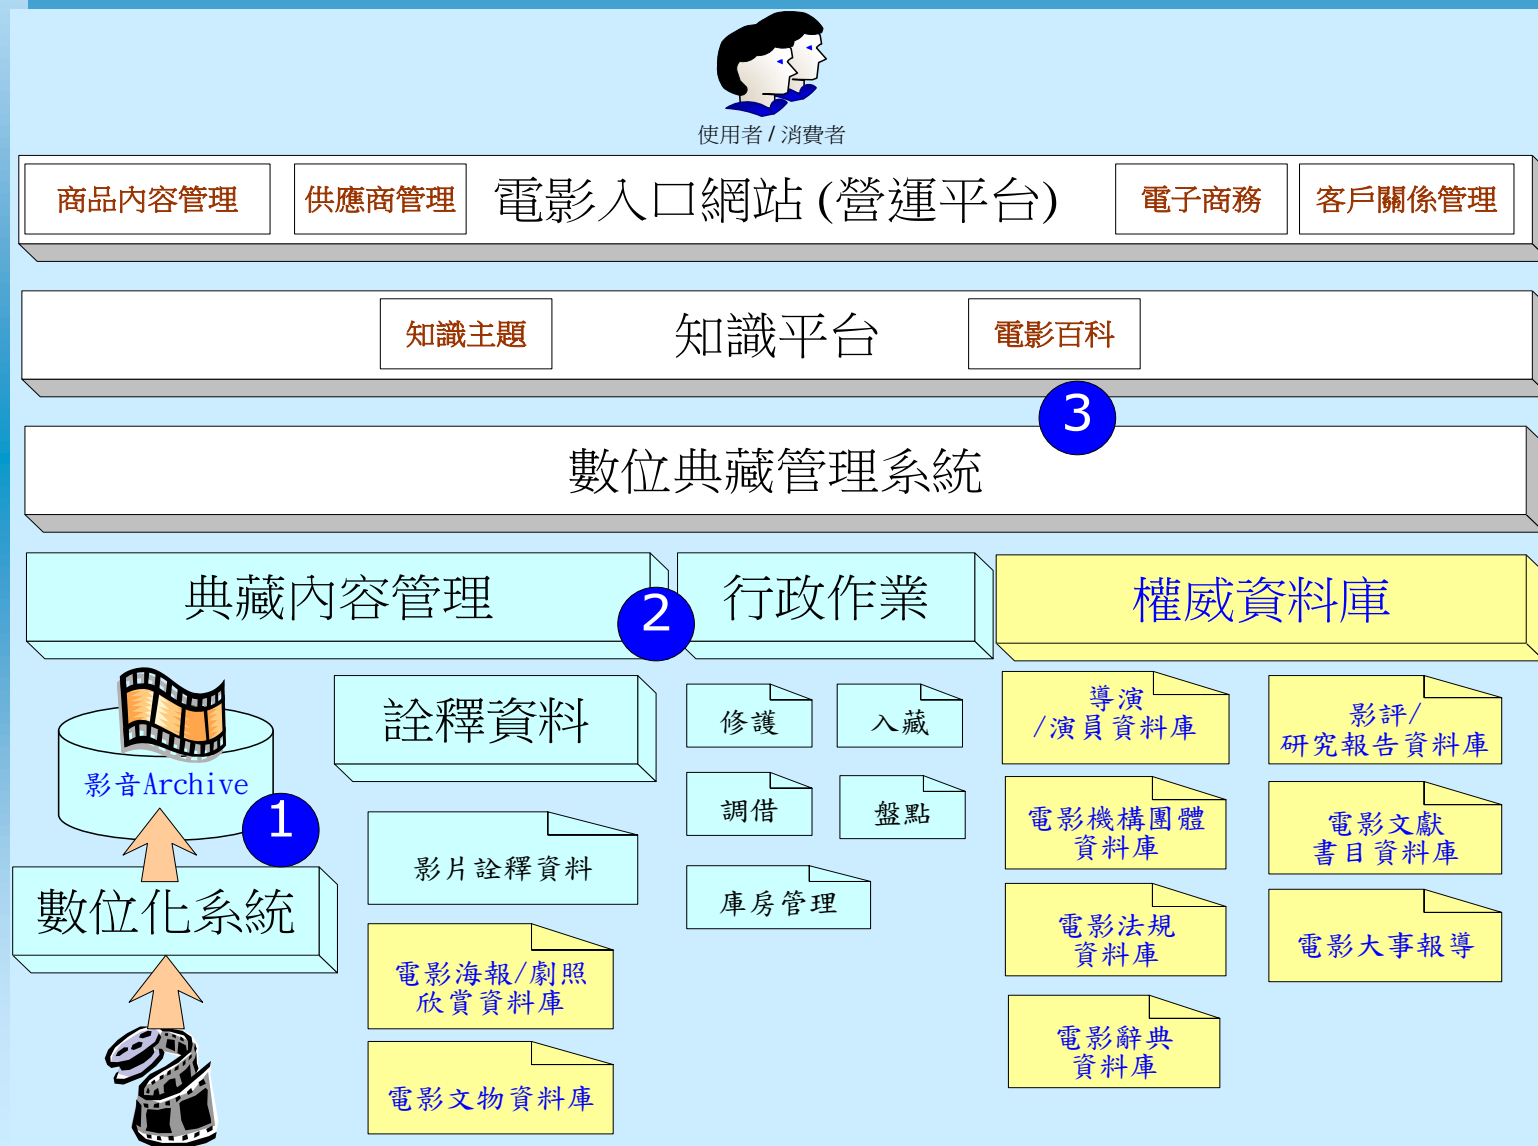 使用者 / 消費者
商品內容管理
供應商管理
電影入口網站 (營運平台)
電子商務
客戶關係管理
知識主題
知識平台
電影百科
3
數位典藏管理系統
典藏內容管理
2
行政作業
權威資料庫
影音Archive
1
數位化系統
詮釋資料
影片詮釋資料
電影海報/劇照
欣賞資料庫
電影文物資料庫
修護
入藏
調借
盤點
庫房管理
導演
/演員資料庫
影評/
研究報告資料庫
電影機構團體
資料庫
電影文獻
書目資料庫
電影法規
資料庫
電影大事報導
電影辭典
資料庫